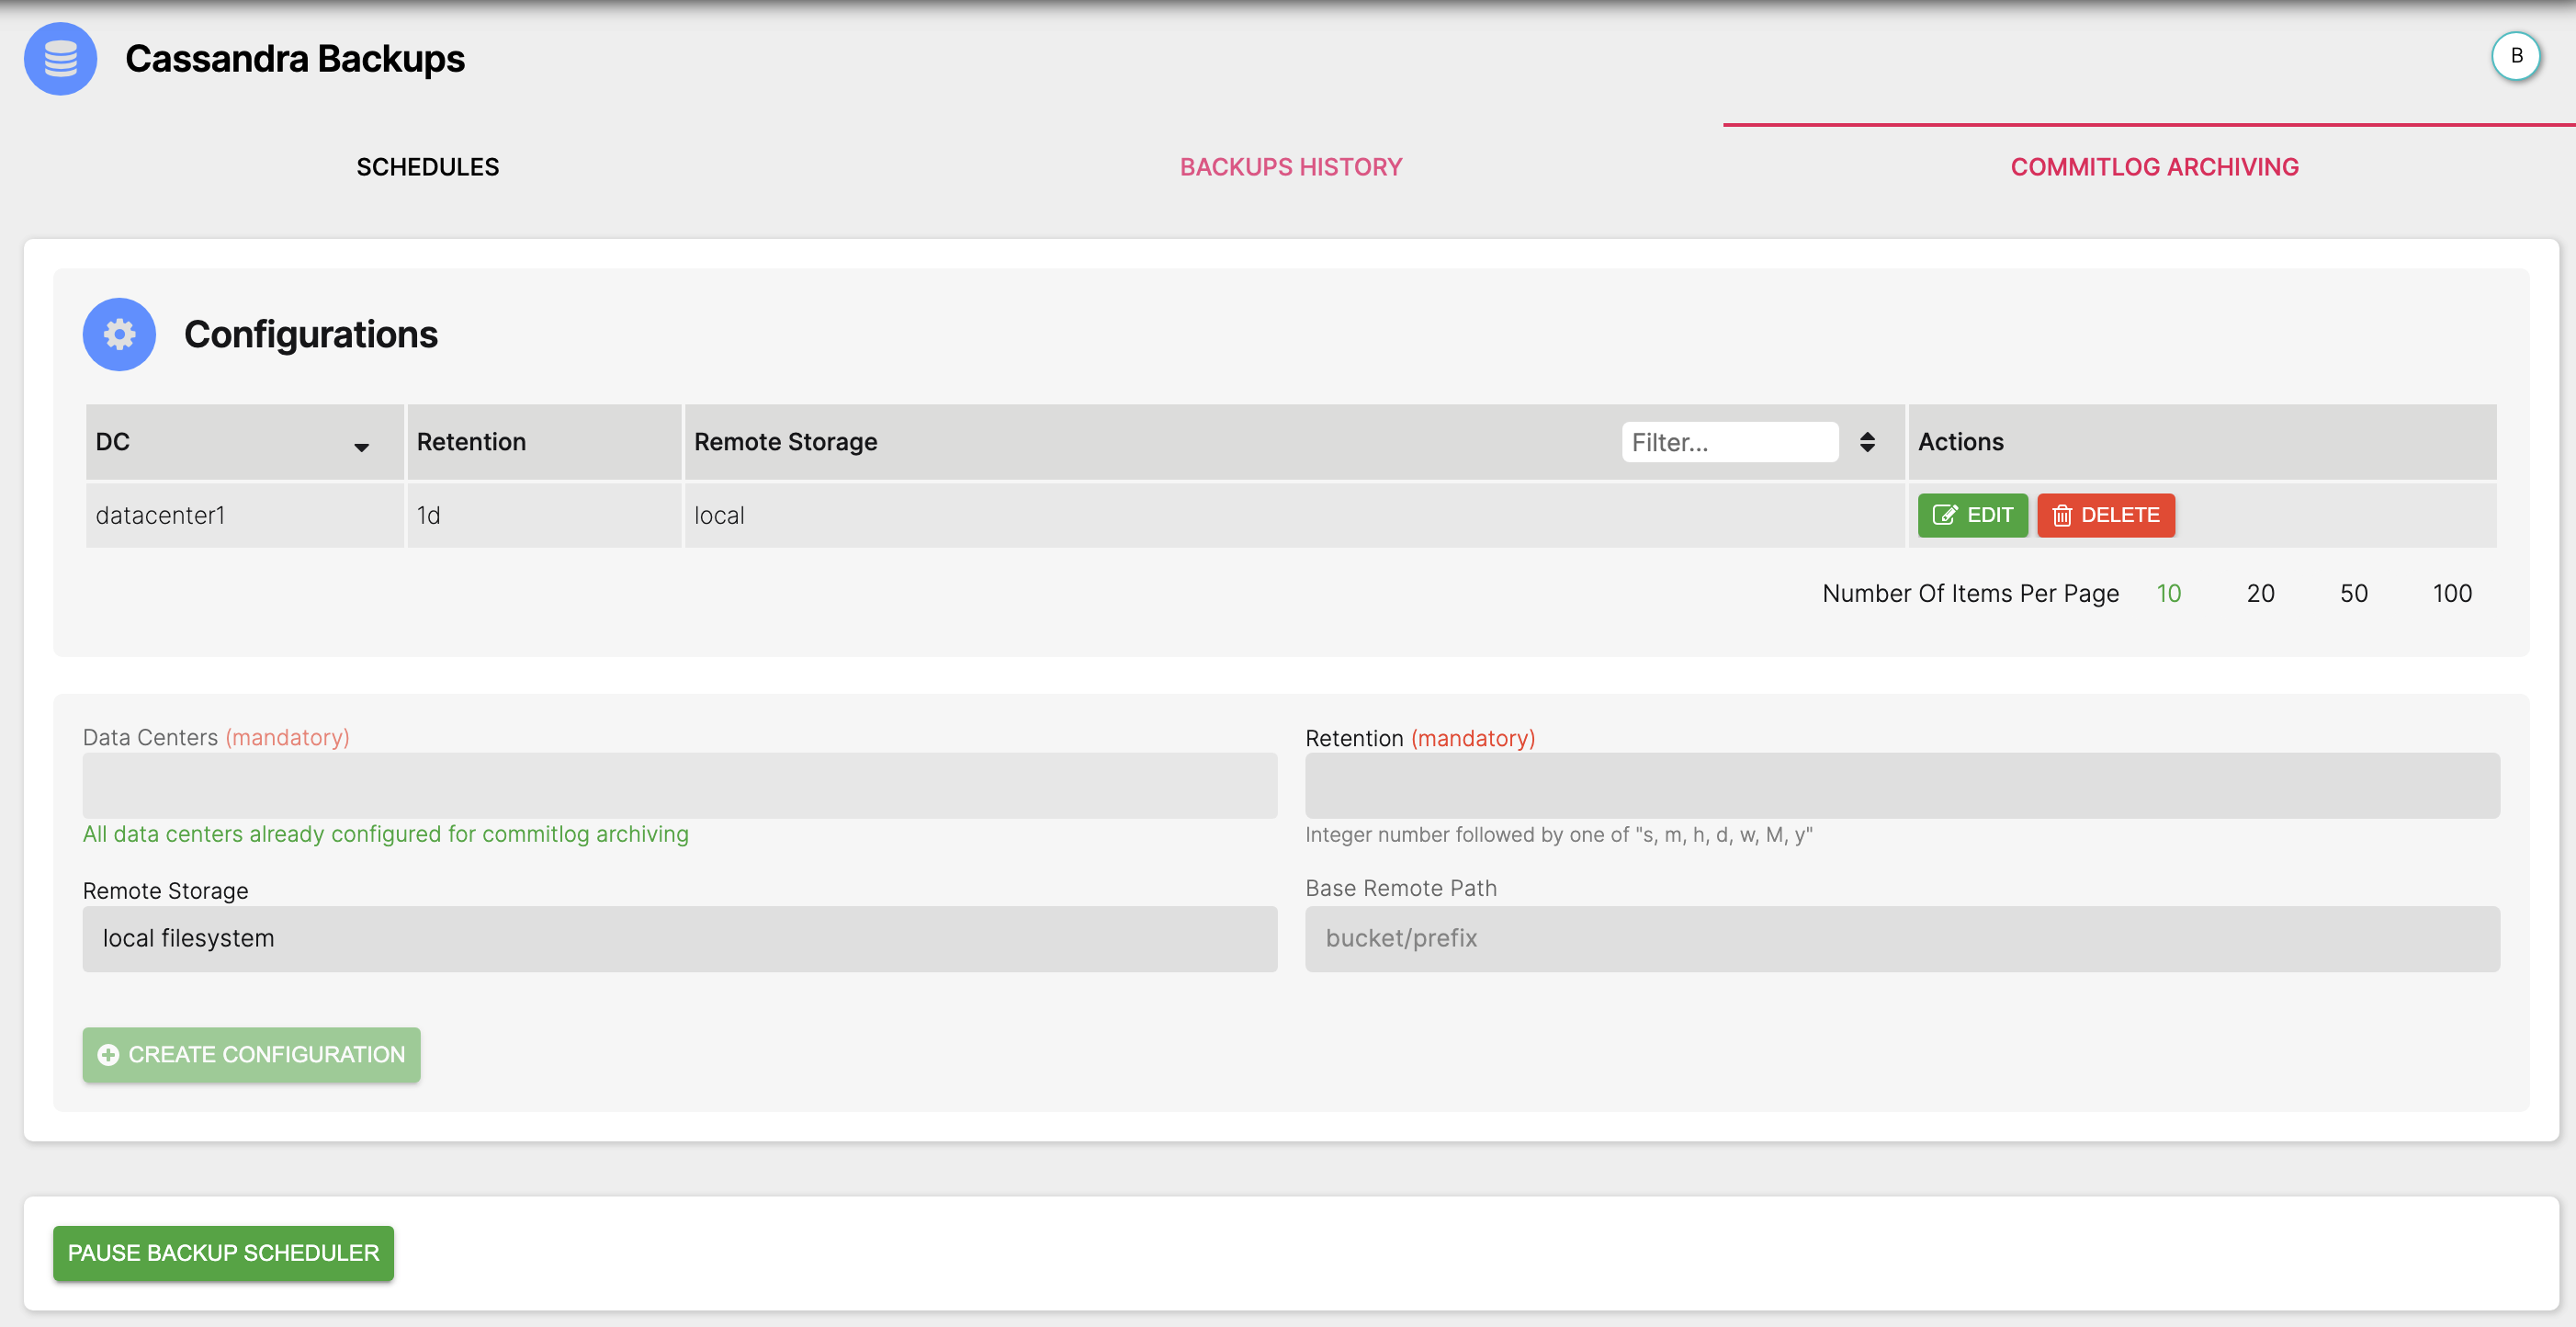 Cassandra Backups
B
SCHEDULES
BACKUPS HISTORY
COMMITLOG ARCHIVING
Configurations
DC Retention Remote Storage Filter... Actions
datacenter1 1d local EDIT DELETE
Number Of Items Per Page 10 20 50 100
Data Centers (mandatory)
All data centers already configured for commitlog archiving
Retention (mandatory)
Integer number followed by one of "s, m, h, d, w, M, y"
Remote Storage
local filesystem
Base Remote Path
bucket/prefix
CREATE CONFIGURATION
PAUSE BACKUP SCHEDULER